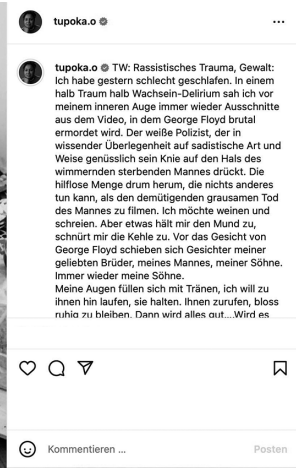 tupoka.o
tupoka.o TW: Rassistisches Trauma, Gewalt:
Ich habe gestern schlecht geschlafen. In einem
halb Traum halb Wachsein-Delirium sah ich vor
meinem inneren Auge immer wieder Ausschnitte
aus dem Video, in dem George Floyd brutal
ermordet wird. Der weiße Polizist, der in
wissender Überlegenheit auf sadistische Art und
Weise genüsslich sein Knie auf den Hals des
wimmernden sterbenden Mannes drückt. Die
hilflose Menge drum herum, die nichts anderes
tun kann, als den demütigenden grausamen Tod
des Mannes zu filmen. Ich möchte weinen und
schreien. Aber etwas hält mir den Mund zu,
schnürt mir die Kehle zu. Vor das Gesicht von
George Floyd schieben sich Gesichter meiner
geliebten Brüder, meines Mannes, meiner Söhne.
Immer wieder meine Söhne.
Meine Augen füllen sich mit Tränen, ich will zu
ihnen hin laufen, sie halten. Ihnen zurufen, bloss
ruhig zu bleiben. Dann wird alles gut....Wird es
Kommentieren ...
Posten